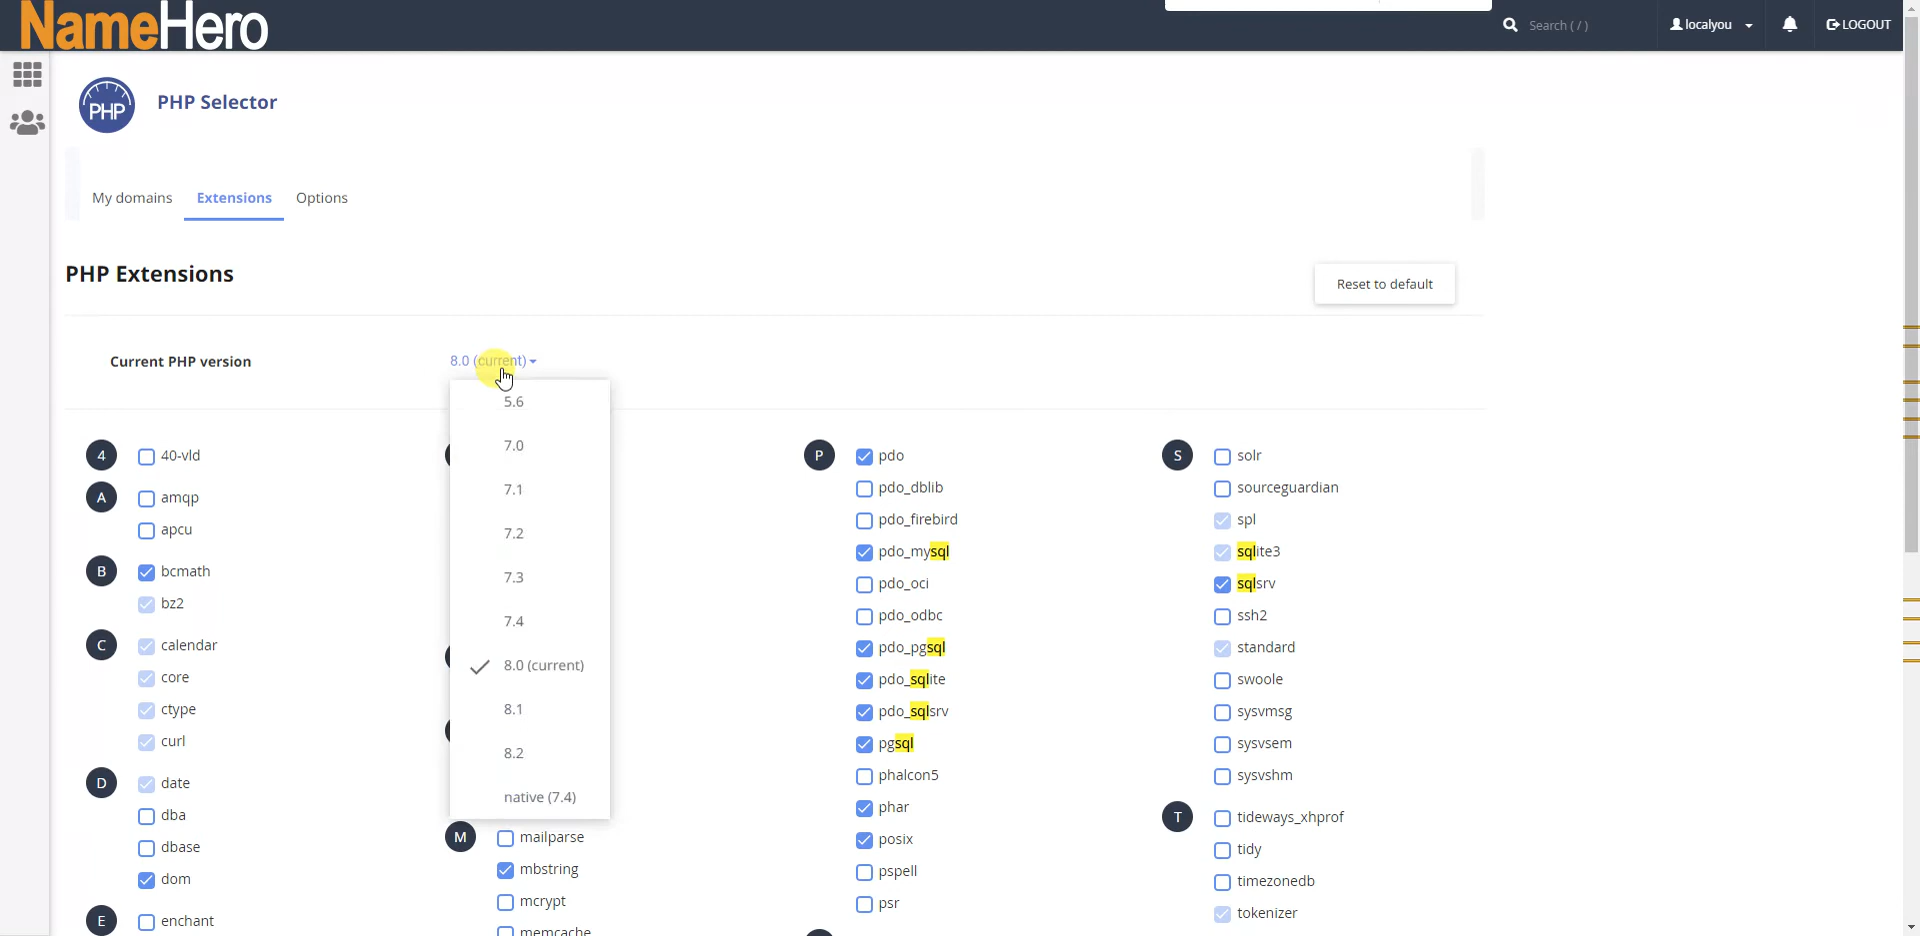 NameHero
Search ( / )
localyou
LOGOUT
PHP
PHP Selector
My domains
Extensions
Options
PHP Extensions
Reset to default
Current PHP version
8.0 (current)
5.6
7.0
7.1
7.2
7.3
7.4
8.0 (current)
8.1
8.2
native (7.4)
4
40-vld
A
amqp
apcu
B
bcmath
bz2
C
calendar
core
ctype
curl
D
date
dba
dbase
dom
E
enchant
M
mailparse
mbstring
mcrypt
memcache
P
pdo
pdo_dblib
pdo_firebird
pdo_mysql
pdo_oci
pdo_odbc
pdo_pgsql
pdo_sqlite
pdo_sqlsrv
pgsql
phalcon5
phar
posix
pspell
psr
S
solr
sourceguardian
spl
sqlite3
sqlsrv
ssh2
standard
swoole
sysvmsg
sysvsem
sysvshm
T
tideways_xhprof
tidy
timezonedb
tokenizer